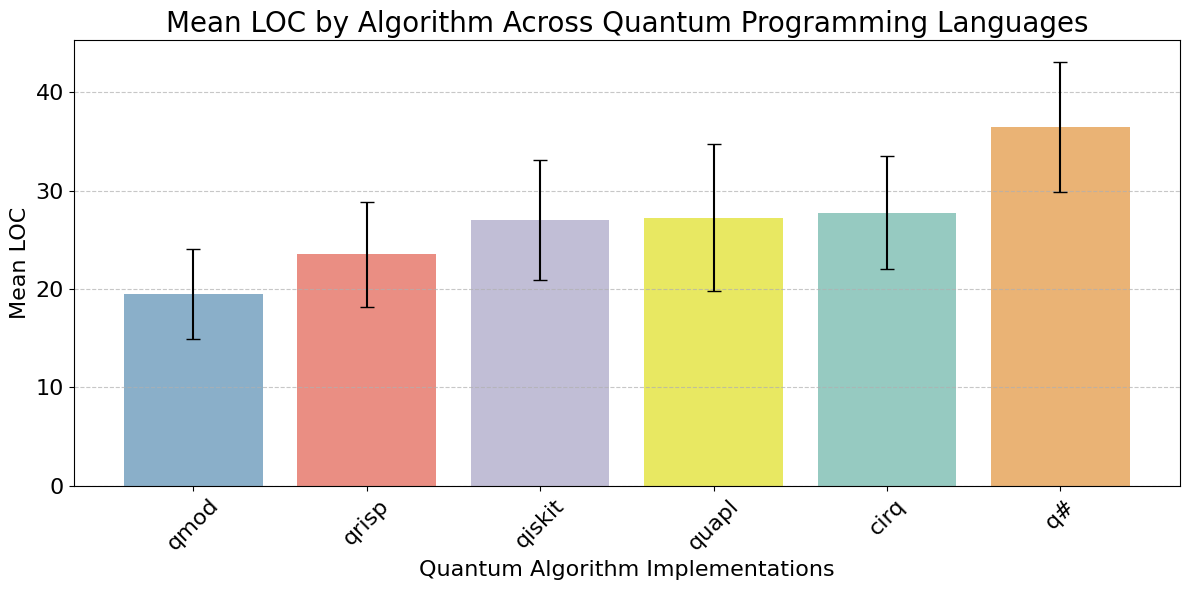 Mean LOC by Algorithm Across Quantum Programming Languages
Mean LOC
40
30
20
10
0
qmod
qrisp
qiskit
quapl
cirq
q#
Quantum Algorithm Implementations